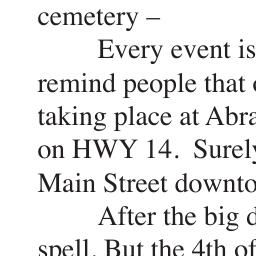 cemetery –
Every event is
remind people that
taking place at Abra
on HWY 14. Surely
Main Street downto
After the big d
spell. But the 4th of